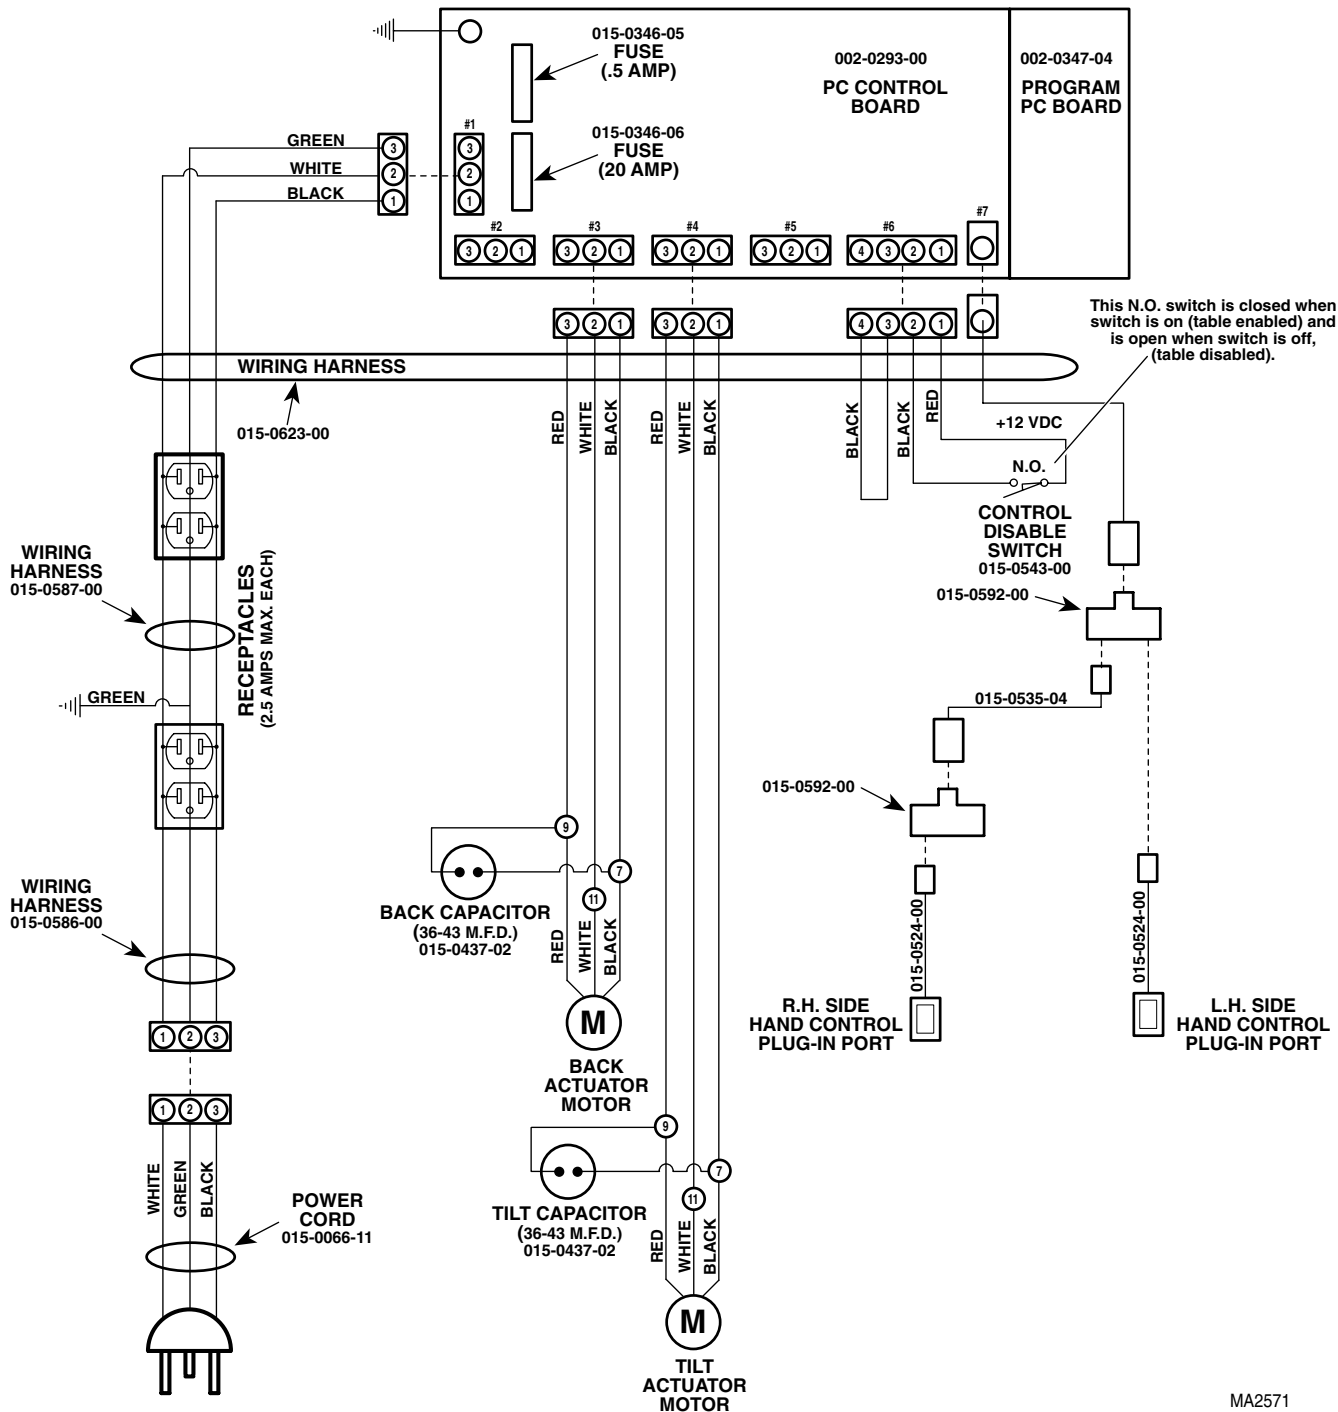 015-0346-05
FUSE
(.5 AMP)
002-0293-00
PC CONTROL
BOARD
002-0347-04
PROGRAM
PC BOARD
015-0346-06
FUSE
(20 AMP)
#1
3
2
1
GREEN
WHITE
BLACK
3
2
1
#2
3 2 1
#3
3 2 1
#4
3 2 1
#5
3 2 1
#6
4 3 2 1
#7
3 2 1
3 2 1
4 3 2 1
This N.O. switch is closed when
switch is on (table enabled) and
is open when switch is off,
(table disabled).
WIRING HARNESS
015-0623-00
RED
WHITE
BLACK
RED
WHITE
BLACK
BLACK
BLACK
RED
+12 VDC
N.O.
CONTROL
DISABLE
SWITCH
015-0543-00
015-0592-00
WIRING
HARNESS
015-0587-00
RECEPTACLES
(2.5 AMPS MAX. EACH)
GREEN
015-0535-04
015-0592-00
9
7
11
BACK CAPACITOR
(36-43 M.F.D.)
015-0437-02
RED
WHITE
BLACK
M
BACK
ACTUATOR
MOTOR
WIRING
HARNESS
015-0586-00
015-0524-00
015-0524-00
R.H. SIDE
HAND CONTROL
PLUG-IN PORT
L.H. SIDE
HAND CONTROL
PLUG-IN PORT
1 2 3
1 2 3
WHITE
GREEN
BLACK
POWER
CORD
015-0066-11
9
7
11
TILT CAPACITOR
(36-43 M.F.D.)
015-0437-02
RED
WHITE
BLACK
M
TILT
ACTUATOR
MOTOR
MA2571